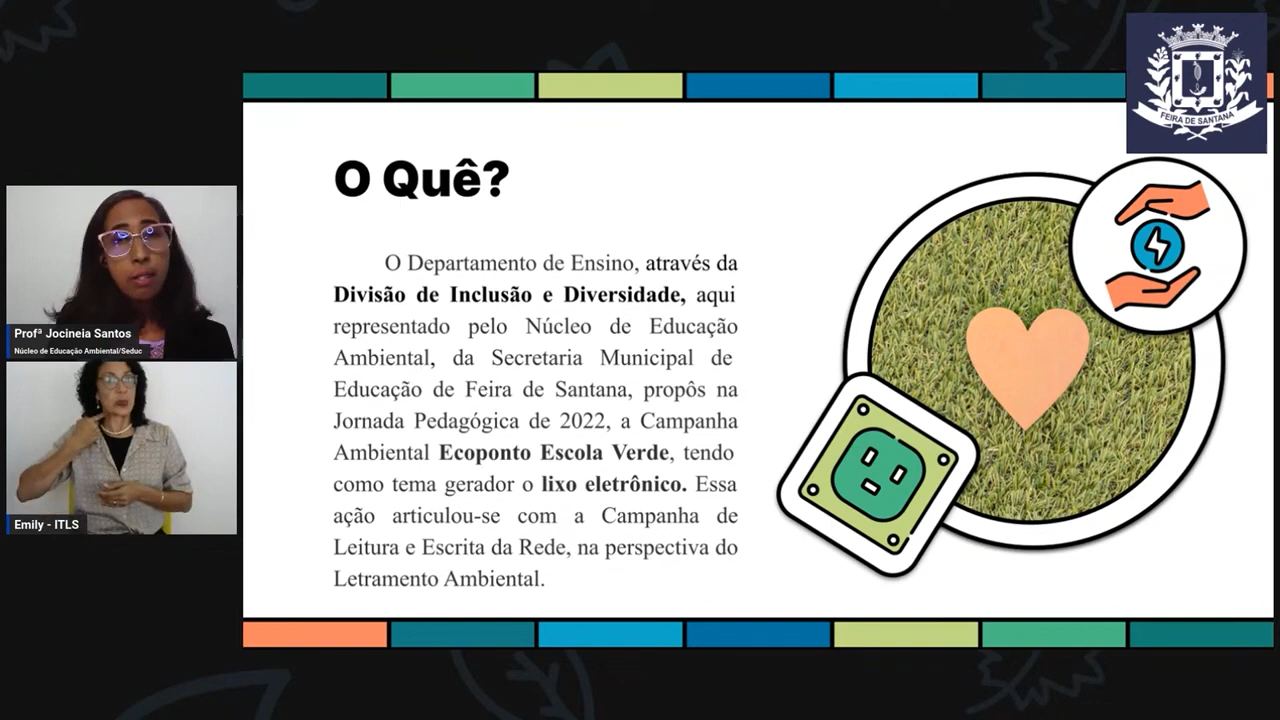 FEIRA DE SANTANA
O Quê?
O Departamento de Ensino, através da
Divisão de Inclusão e Diversidade, aqui
representado pelo Núcleo de Educação
Ambiental, da Secretaria Municipal de
Educação de Feira de Santana, propôs na
Jornada Pedagógica de 2022, a Campanha
Ambiental Ecoponto Escola Verde, tendo
como tema gerador o lixo eletrônico. Essa
ação articulou-se com a Campanha de
Leitura e Escrita da Rede, na perspectiva do
Letramento Ambiental.
Profª Jocineia Santos
Núcleo de Educação Ambiental/Seduc
Emily - ITLS